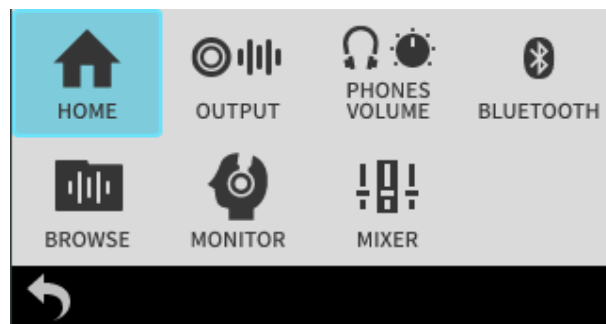 HOME
OUTPUT
PHONES
VOLUME
BLUETOOTH
BROWSE
MONITOR
MIXER